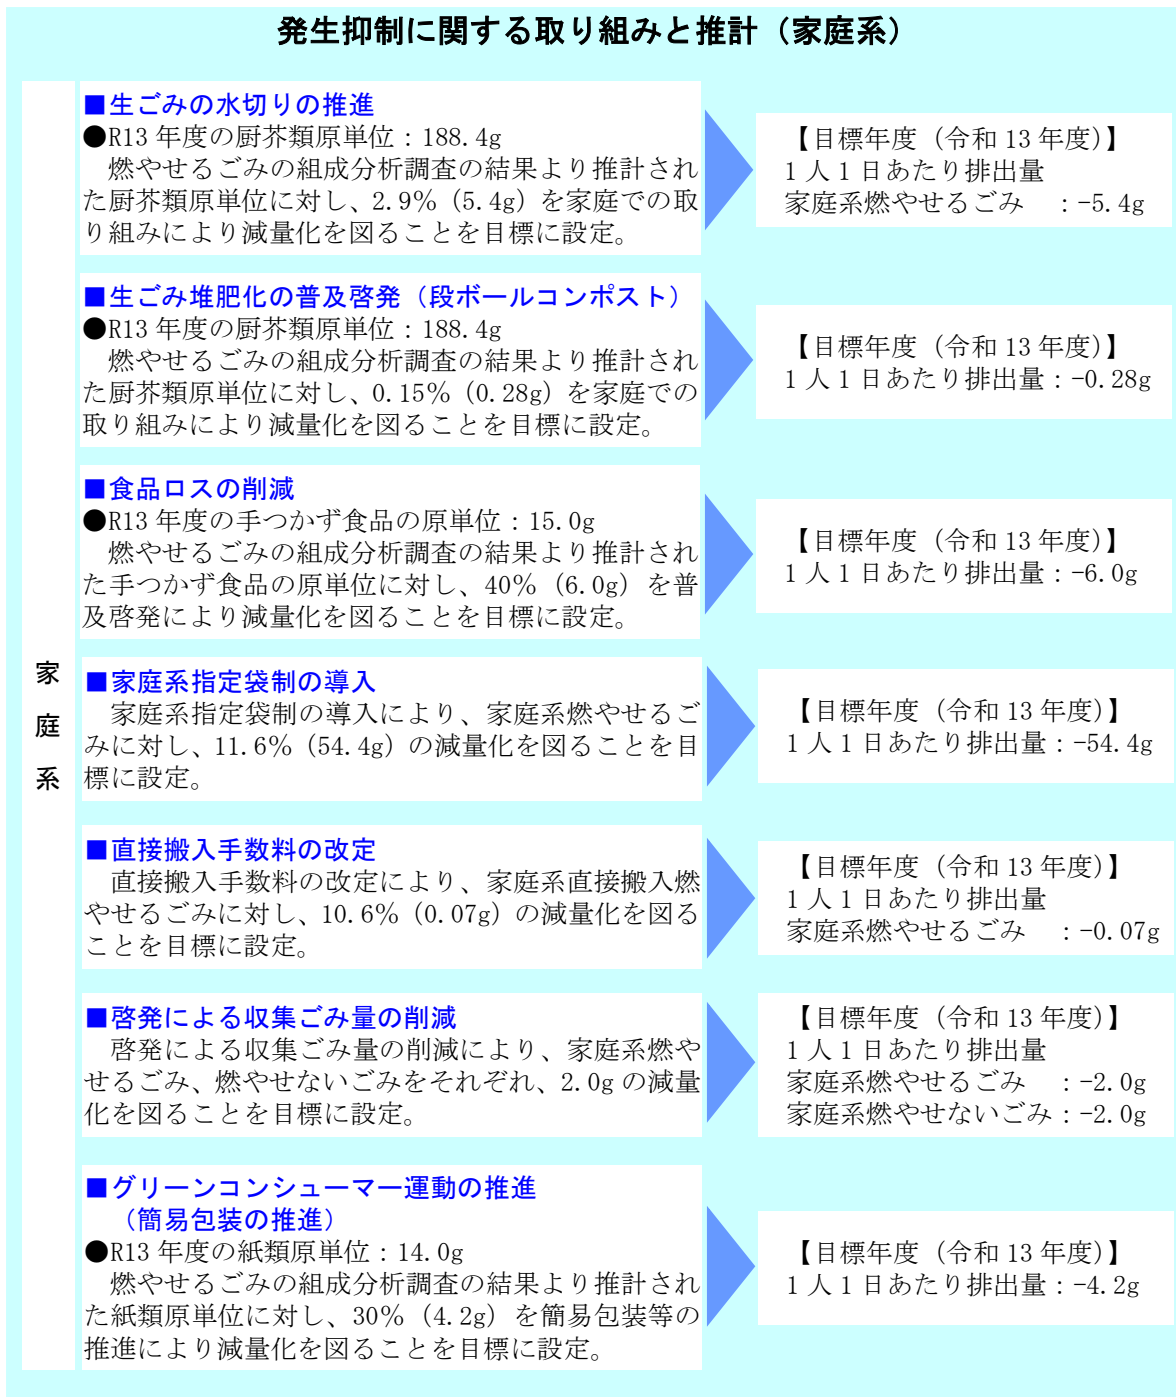 発生抑制に関する取り組みと推計（家庭系）
家庭系
■生ごみの水切りの推進
●R13 年度の厨芥類原単位：188.4g
燃やせるごみの組成分析調査の結果より推計され
た厨芥類原単位に対し、2.9%（5.4g）を家庭での取
り組みにより減量化を図ることを目標に設定。
【目標年度（令和 13 年度）】
1 人 1 日あたり排出量
家庭系燃やせるごみ　：-5.4g
■生ごみ堆肥化の普及啓発（段ボールコンポスト）
●R13 年度の厨芥類原単位：188.4g
燃やせるごみの組成分析調査の結果より推計され
た厨芥類原単位に対し、0.15%（0.28g）を家庭での
取り組みにより減量化を図ることを目標に設定。
【目標年度（令和 13 年度）】
1 人 1 日あたり排出量：-0.28g
■食品ロスの削減
●R13 年度の手つかず食品の原単位：15.0g
燃やせるごみの組成分析調査の結果より推計され
た手つかず食品の原単位に対し、40%（6.0g）を普
及啓発により減量化を図ることを目標に設定。
【目標年度（令和 13 年度）】
1 人 1 日あたり排出量：-6.0g
■家庭系指定袋制の導入
家庭系指定袋制の導入により、家庭系燃やせるご
みに対し、11.6%（54.4g）の減量化を図ることを目
標に設定。
【目標年度（令和 13 年度）】
1 人 1 日あたり排出量：-54.4g
■直接搬入手数料の改定
直接搬入手数料の改定により、家庭系直接搬入燃
やせるごみに対し、10.6%（0.07g）の減量化を図る
ことを目標に設定。
【目標年度（令和 13 年度）】
1 人 1 日あたり排出量
家庭系燃やせるごみ　：-0.07g
■啓発による収集ごみ量の削減
啓発による収集ごみ量の削減により、家庭系燃や
せるごみ、燃やせないごみをそれぞれ、2.0g の減量
化を図ることを目標に設定。
【目標年度（令和 13 年度）】
1 人 1 日あたり排出量
家庭系燃やせるごみ　：-2.0g
家庭系燃やせないごみ：-2.0g
■グリーンコンシューマー運動の推進
（簡易包装の推進）
●R13 年度の紙類原単位：14.0g
燃やせるごみの組成分析調査の結果より推計され
た紙類原単位に対し、30%（4.2g）を簡易包装等の
推進により減量化を図ることを目標に設定。
【目標年度（令和 13 年度）】
1 人 1 日あたり排出量：-4.2g